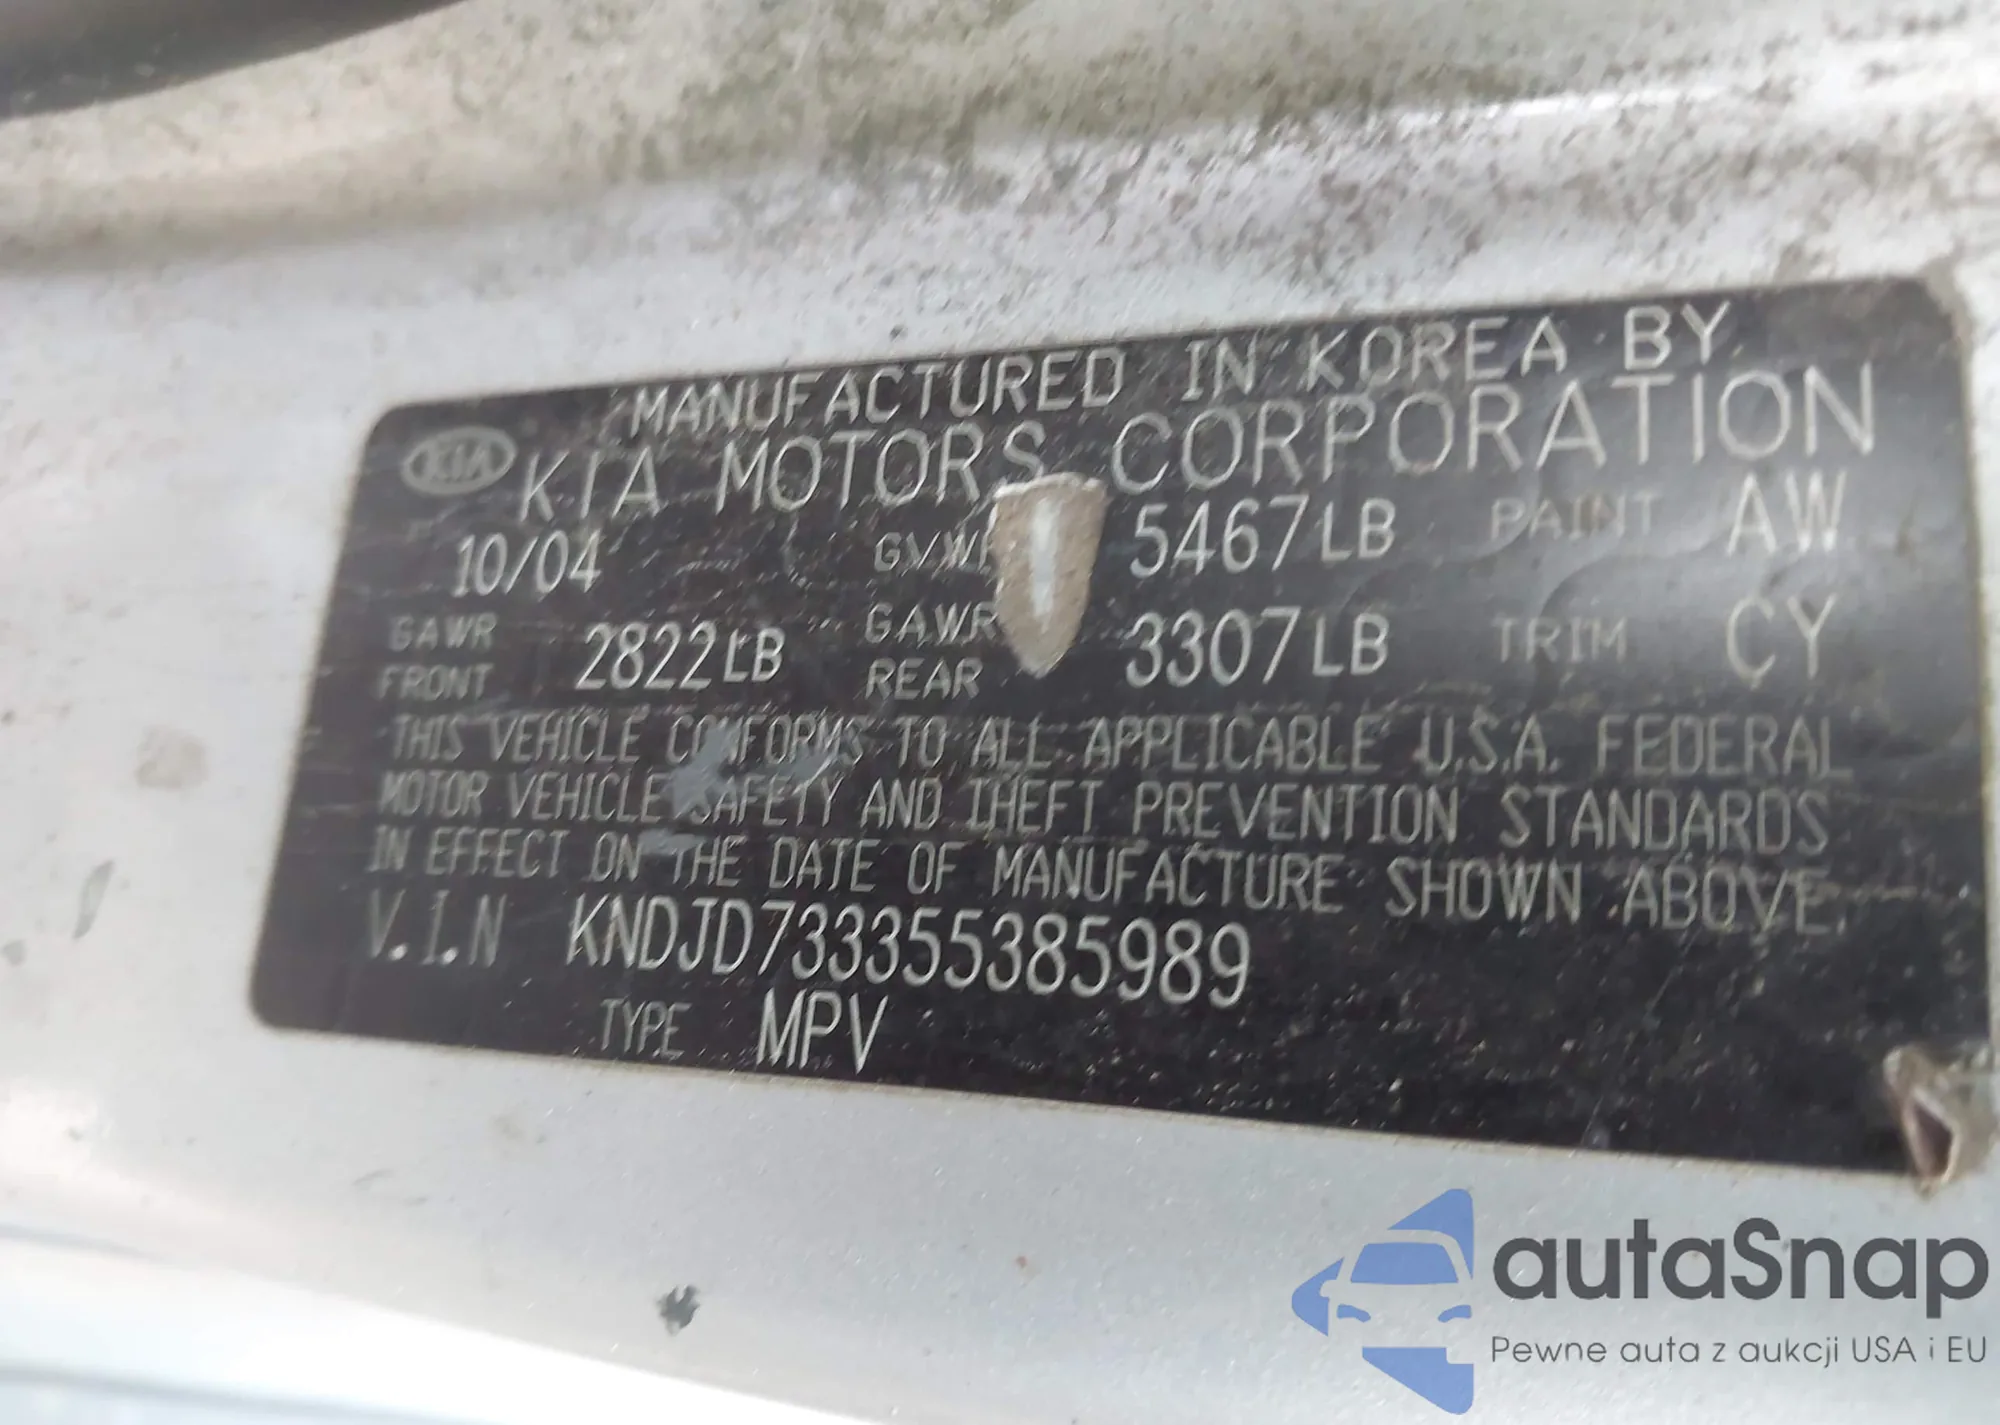 MANUFACTURED IN KOREA BY
KIA KIA MOTORS CORPORATION
10/04 GVWR 5467LB PAINT AW
GAWR FRONT 2822LB GAWR REAR 3307LB TRIM CY
THIS VEHICLE CONFORMS TO ALL APPLICABLE U.S.A. FEDERAL
MOTOR VEHICLE SAFETY AND THEFT PREVENTION STANDARDS
IN EFFECT ON THE DATE OF MANUFACTURE SHOWN ABOVE.
V.I.N KNDJD733355385989
TYPE MPV
autaSnap
Pewne auta z aukcji USA i EU